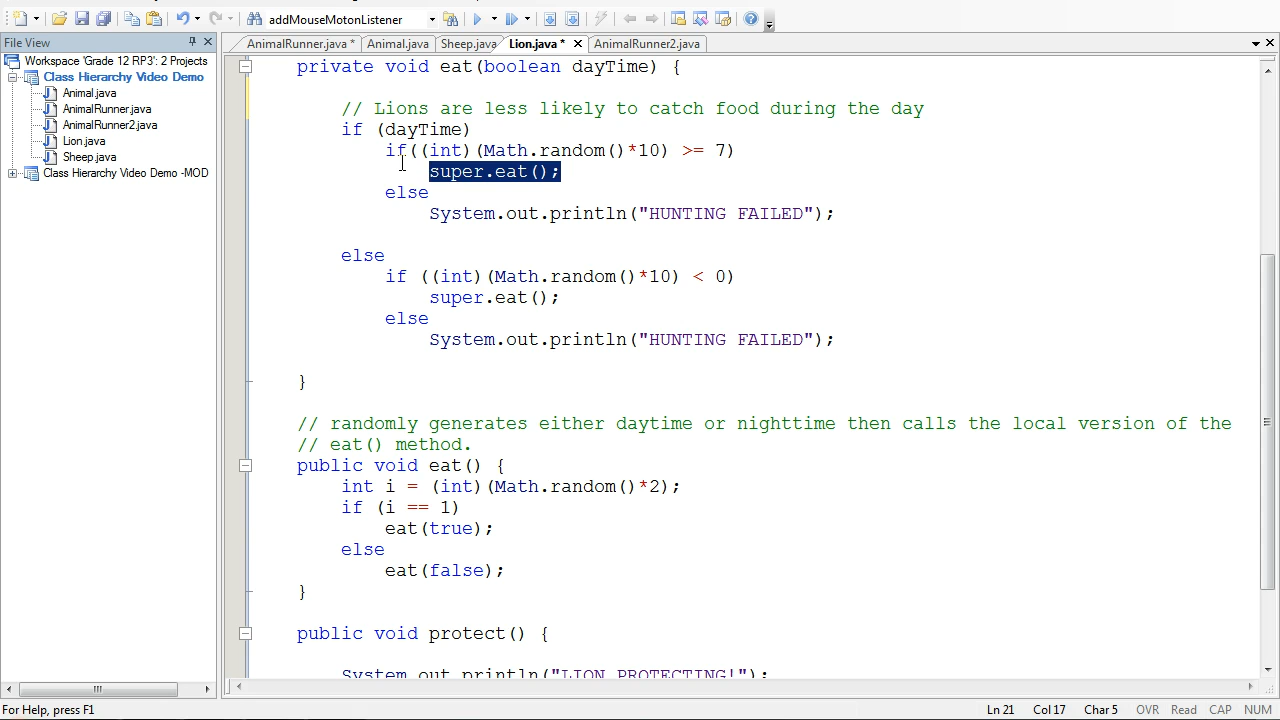 addMouseMotonListener
File View
AnimalRunner.java *
Animal.java
Sheep.java
Lion.java *
AnimalRunner2.java
Workspace 'Grade 12 RP3': 2 Projects
Class Hierarchy Video Demo
Animal.java
AnimalRunner.java
AnimalRunner2.java
Lion.java
Sheep.java
Class Hierarchy Video Demo -MOD
private void eat(boolean dayTime) {
// Lions are less likely to catch food during the day
if (dayTime)
if((int)(Math.random()*10) >= 7)
super.eat();
else
System.out.println("HUNTING FAILED");
else
if ((int)(Math.random()*10) < 0)
super.eat();
else
System.out.println("HUNTING FAILED");
}
// randomly generates either daytime or nighttime then calls the local version of the
// eat() method.
public void eat() {
int i = (int)(Math.random()*2);
if (i == 1)
eat(true);
else
eat(false);
}
public void protect() {
System.out.println("LION PROTECTING!");
For Help, press F1
Ln 21 Col 17 Char 5 OVR Read CAP NUM